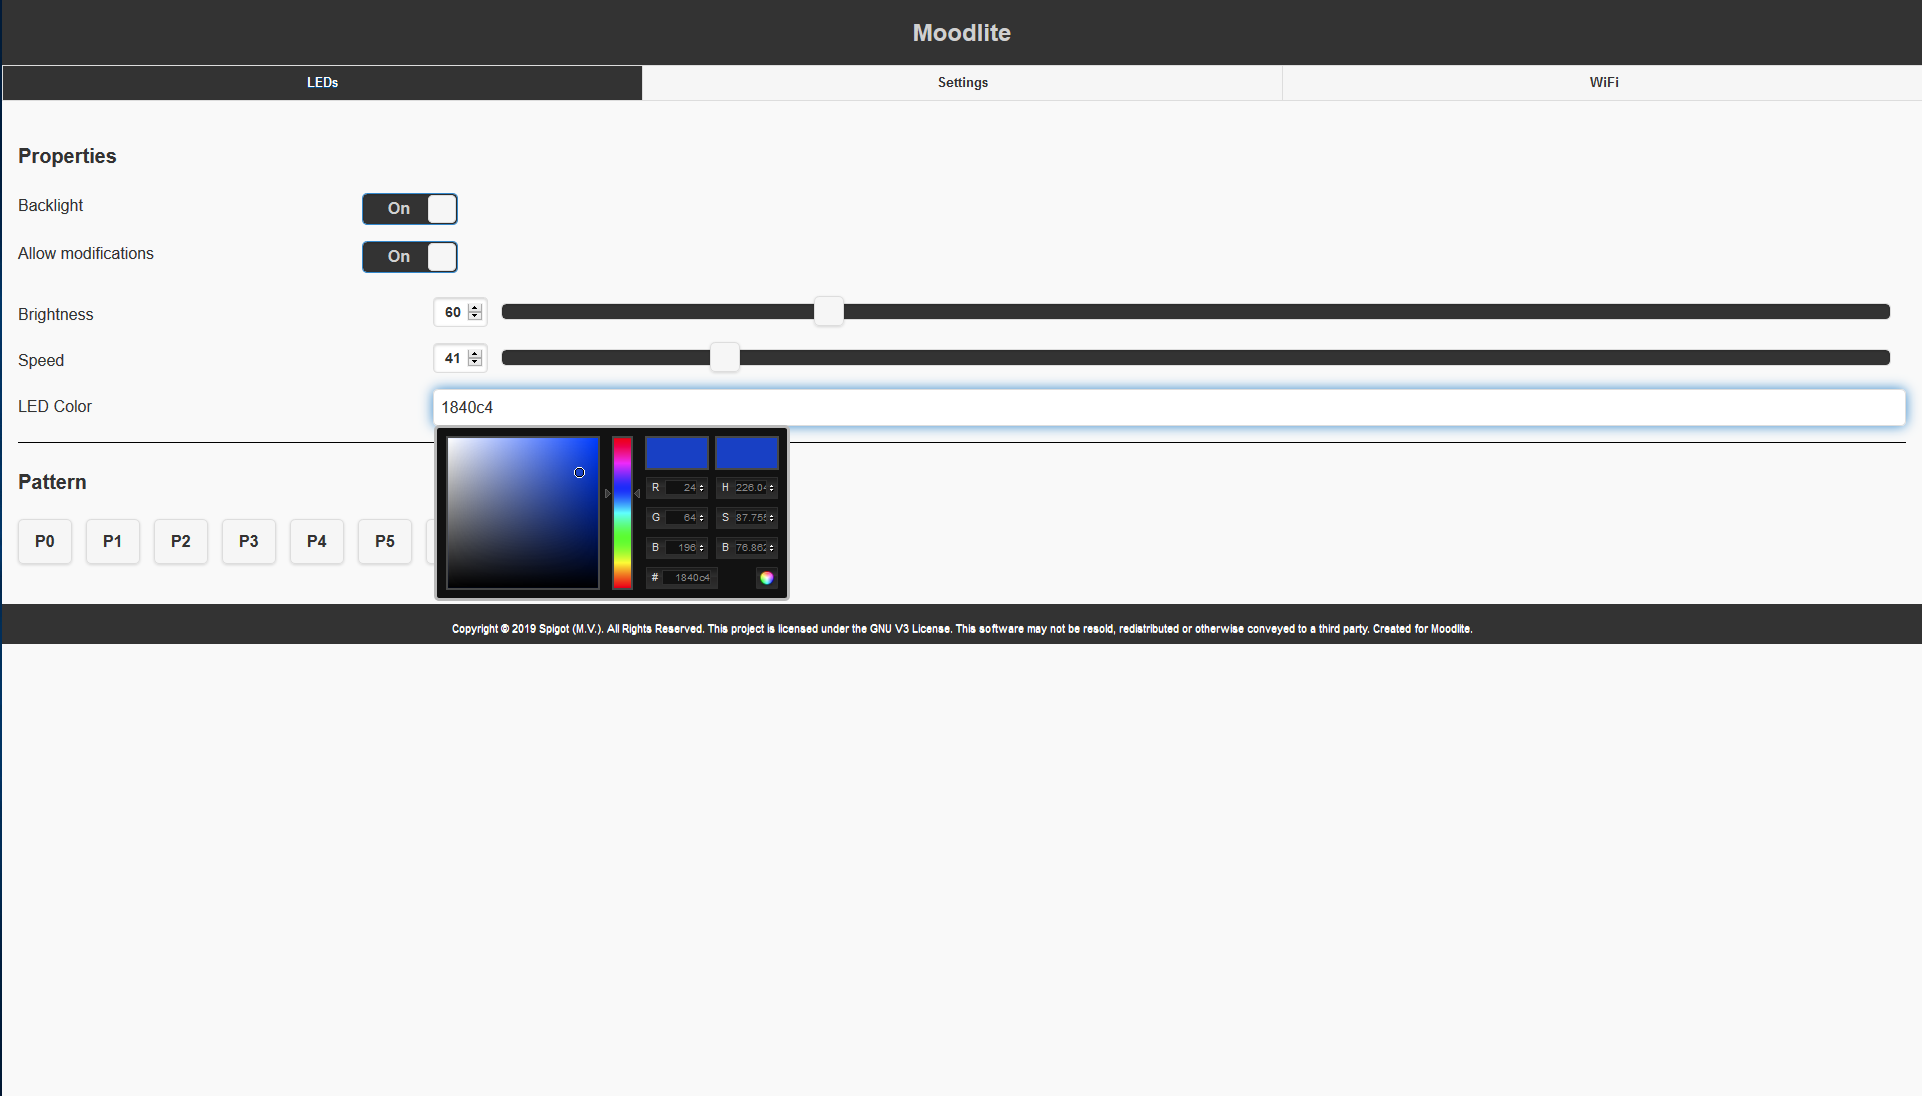 Moodlite
LEDs Settings WiFi
Properties
Backlight On
Allow modifications On
Brightness 60
Speed 41
LED Color 1840c4
R 24 H 226.04
G 64 S 87.755
B 196 B 76.862
# 1840c4
Pattern
P0 P1 P2 P3 P4 P5
Copyright © 2019 Spigot (M.V.). All Rights Reserved. This project is licensed under the GNU V3 License. This software may not be resold, redistributed or otherwise conveyed to a third party. Created for Moodlite.